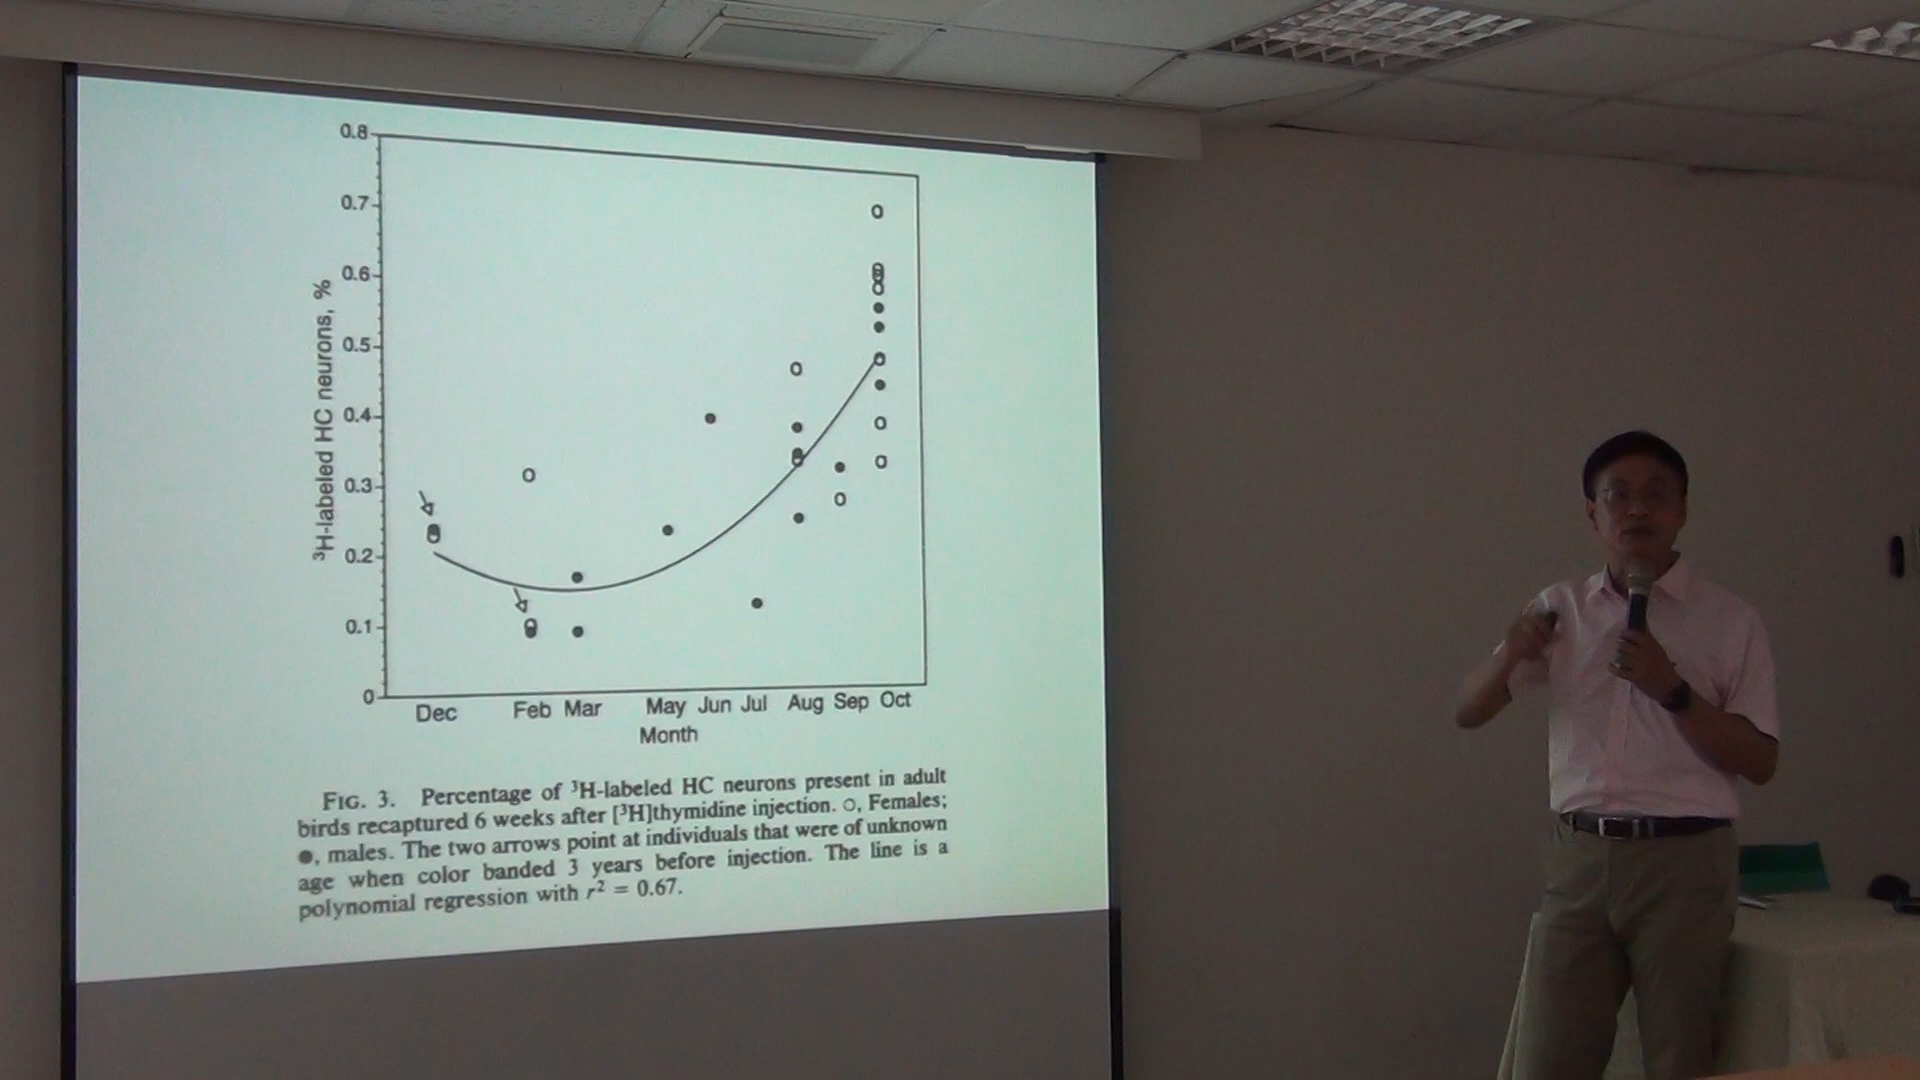 0.8
0.7
0.6
0.5
0.4
0.3
0.2
0.1
0
³H-labeled HC neurons, %
Dec Feb Mar May Jun Jul Aug Sep Oct
Month
FIG. 3. Percentage of ³H-labeled HC neurons present in adult
birds recaptured 6 weeks after [³H]thymidine injection. ○, Females;
●, males. The two arrows point at individuals that were of unknown
age when color banded 3 years before injection. The line is a
polynomial regression with r² = 0.67.